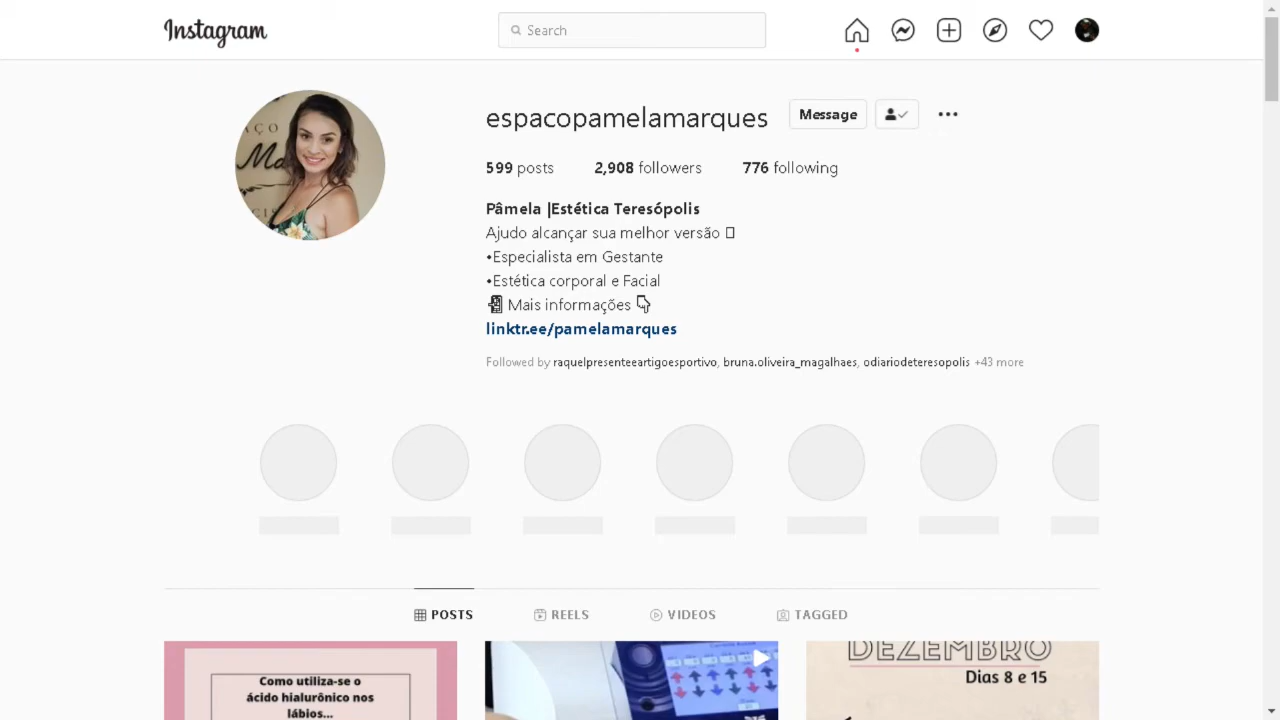 Instagram
Search
espacopamelamarques
Message
599 posts 2,908 followers 776 following
Pâmela |Estética Teresópolis
Ajudo alcançar sua melhor versão
•Especialista em Gestante
•Estética corporal e Facial
Mais informações
linktr.ee/pamelamarques
Followed by raquelpresenteeartigoesportivo, bruna.oliveira_magalhaes, odiariodeteresopolis +43 more
POSTS REELS VIDEOS TAGGED
Como utiliza-se o
ácido hialurônico nos
lábios...
DEZEMBRO
Dias 8 e 15